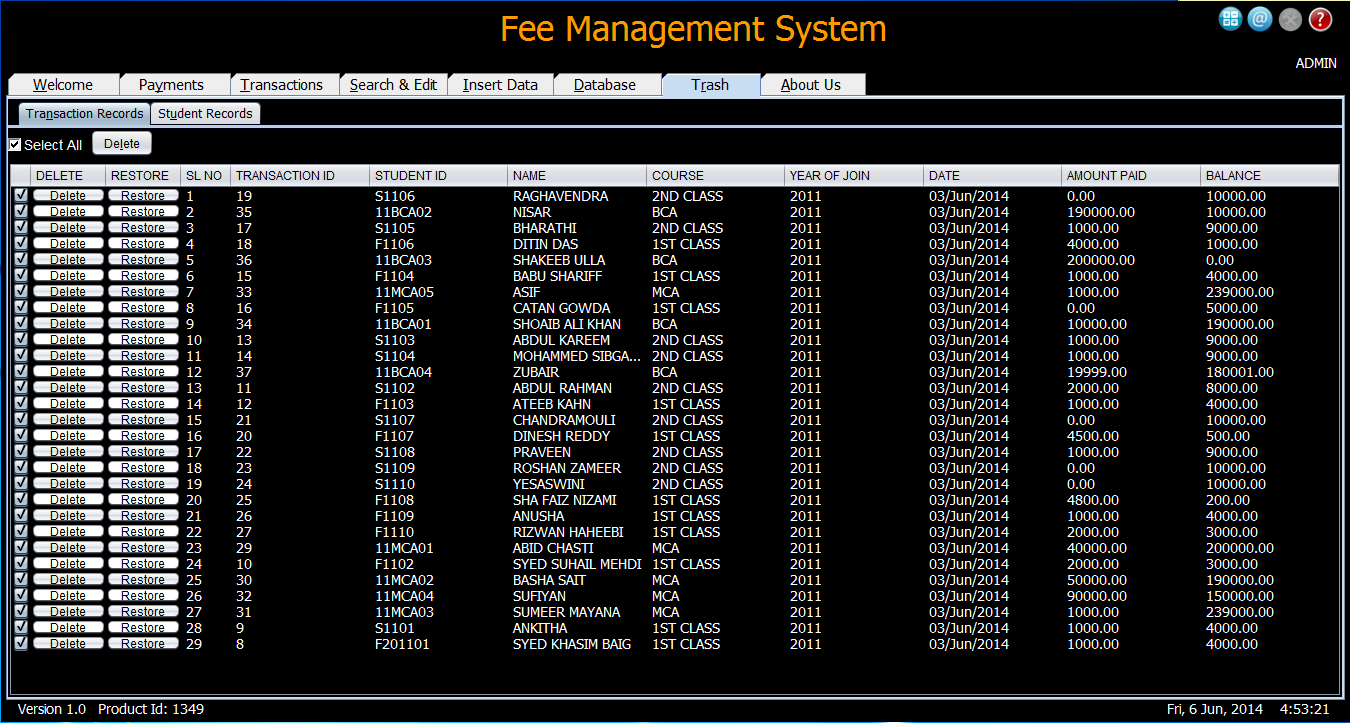 Fee Management System
ADMIN
Welcome Payments Transactions Search & Edit Insert Data Database Trash About Us
Transaction Records Student Records
Select All Delete
DELETE RESTORE SL NO TRANSACTION ID STUDENT ID NAME COURSE YEAR OF JOIN DATE AMOUNT PAID BALANCE
Delete Restore 1 19 S1106 RAGHAVENDRA 2ND CLASS 2011 03/Jun/2014 0.00 10000.00
Delete Restore 2 35 11BCA02 NISAR BCA 2011 03/Jun/2014 190000.00 10000.00
Delete Restore 3 17 S1105 BHARATHI 2ND CLASS 2011 03/Jun/2014 1000.00 9000.00
Delete Restore 4 18 F1106 DITIN DAS 1ST CLASS 2011 03/Jun/2014 4000.00 1000.00
Delete Restore 5 36 11BCA03 SHAKEEB ULLA BCA 2011 03/Jun/2014 200000.00 0.00
Delete Restore 6 15 F1104 BABU SHARIFF 1ST CLASS 2011 03/Jun/2014 1000.00 4000.00
Delete Restore 7 33 11MCA05 ASIF MCA 2011 03/Jun/2014 1000.00 239000.00
Delete Restore 8 16 F1105 CATAN GOWDA 1ST CLASS 2011 03/Jun/2014 0.00 5000.00
Delete Restore 9 34 11BCA01 SHOAIB ALI KHAN BCA 2011 03/Jun/2014 10000.00 190000.00
Delete Restore 10 13 S1103 ABDUL KAREEM 2ND CLASS 2011 03/Jun/2014 1000.00 9000.00
Delete Restore 11 14 S1104 MOHAMMED SIBGA... 2ND CLASS 2011 03/Jun/2014 1000.00 9000.00
Delete Restore 12 37 11BCA04 ZUBAIR BCA 2011 03/Jun/2014 19999.00 180001.00
Delete Restore 13 11 S1102 ABDUL RAHMAN 2ND CLASS 2011 03/Jun/2014 2000.00 8000.00
Delete Restore 14 12 F1103 ATEEB KAHN 1ST CLASS 2011 03/Jun/2014 1000.00 4000.00
Delete Restore 15 21 S1107 CHANDRAMOULI 2ND CLASS 2011 03/Jun/2014 0.00 10000.00
Delete Restore 16 20 F1107 DINESH REDDY 1ST CLASS 2011 03/Jun/2014 4500.00 500.00
Delete Restore 17 22 S1108 PRAVEEN 2ND CLASS 2011 03/Jun/2014 1000.00 9000.00
Delete Restore 18 23 S1109 ROSHAN ZAMEER 2ND CLASS 2011 03/Jun/2014 0.00 10000.00
Delete Restore 19 24 S1110 YESASWINI 2ND CLASS 2011 03/Jun/2014 0.00 10000.00
Delete Restore 20 25 F1108 SHA FAIZ NIZAMI 1ST CLASS 2011 03/Jun/2014 4800.00 200.00
Delete Restore 21 26 F1109 ANUSHA 1ST CLASS 2011 03/Jun/2014 1000.00 4000.00
Delete Restore 22 27 F1110 RIZWAN HAHEEBI 1ST CLASS 2011 03/Jun/2014 2000.00 3000.00
Delete Restore 23 29 11MCA01 ABID CHASTI MCA 2011 03/Jun/2014 40000.00 200000.00
Delete Restore 24 10 F1102 SYED SUHAIL MEHDI 1ST CLASS 2011 03/Jun/2014 2000.00 3000.00
Delete Restore 25 30 11MCA02 BASHA SAIT MCA 2011 03/Jun/2014 50000.00 190000.00
Delete Restore 26 32 11MCA04 SUFIYAN MCA 2011 03/Jun/2014 90000.00 150000.00
Delete Restore 27 31 11MCA03 SUMEER MAYANA MCA 2011 03/Jun/2014 1000.00 239000.00
Delete Restore 28 9 S1101 ANKITHA 1ST CLASS 2011 03/Jun/2014 1000.00 4000.00
Delete Restore 29 8 F201101 SYED KHASIM BAIG 1ST CLASS 2011 03/Jun/2014 1000.00 4000.00
Version 1.0 Product Id: 1349 Fri, 6 Jun, 2014 4:53:21